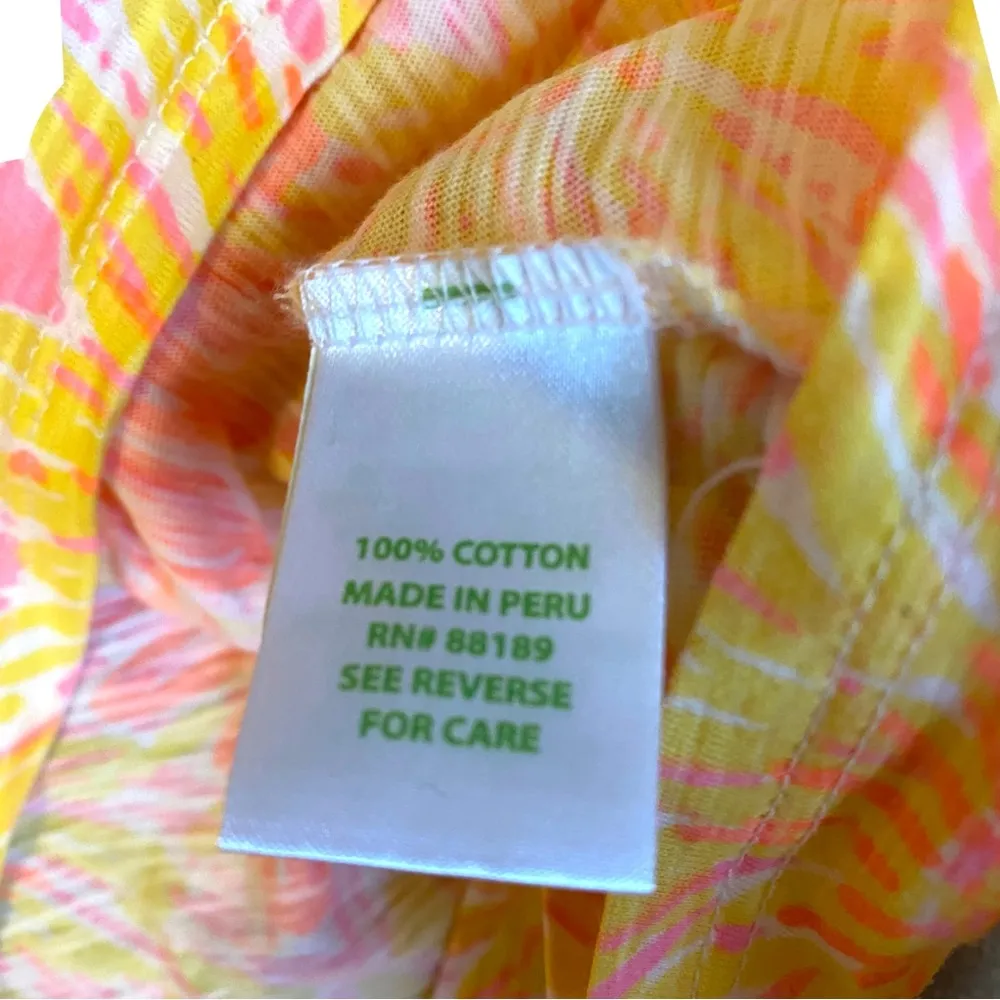 100% COTTON
MADE IN PERU
RN# 88189
SEE REVERSE
FOR CARE